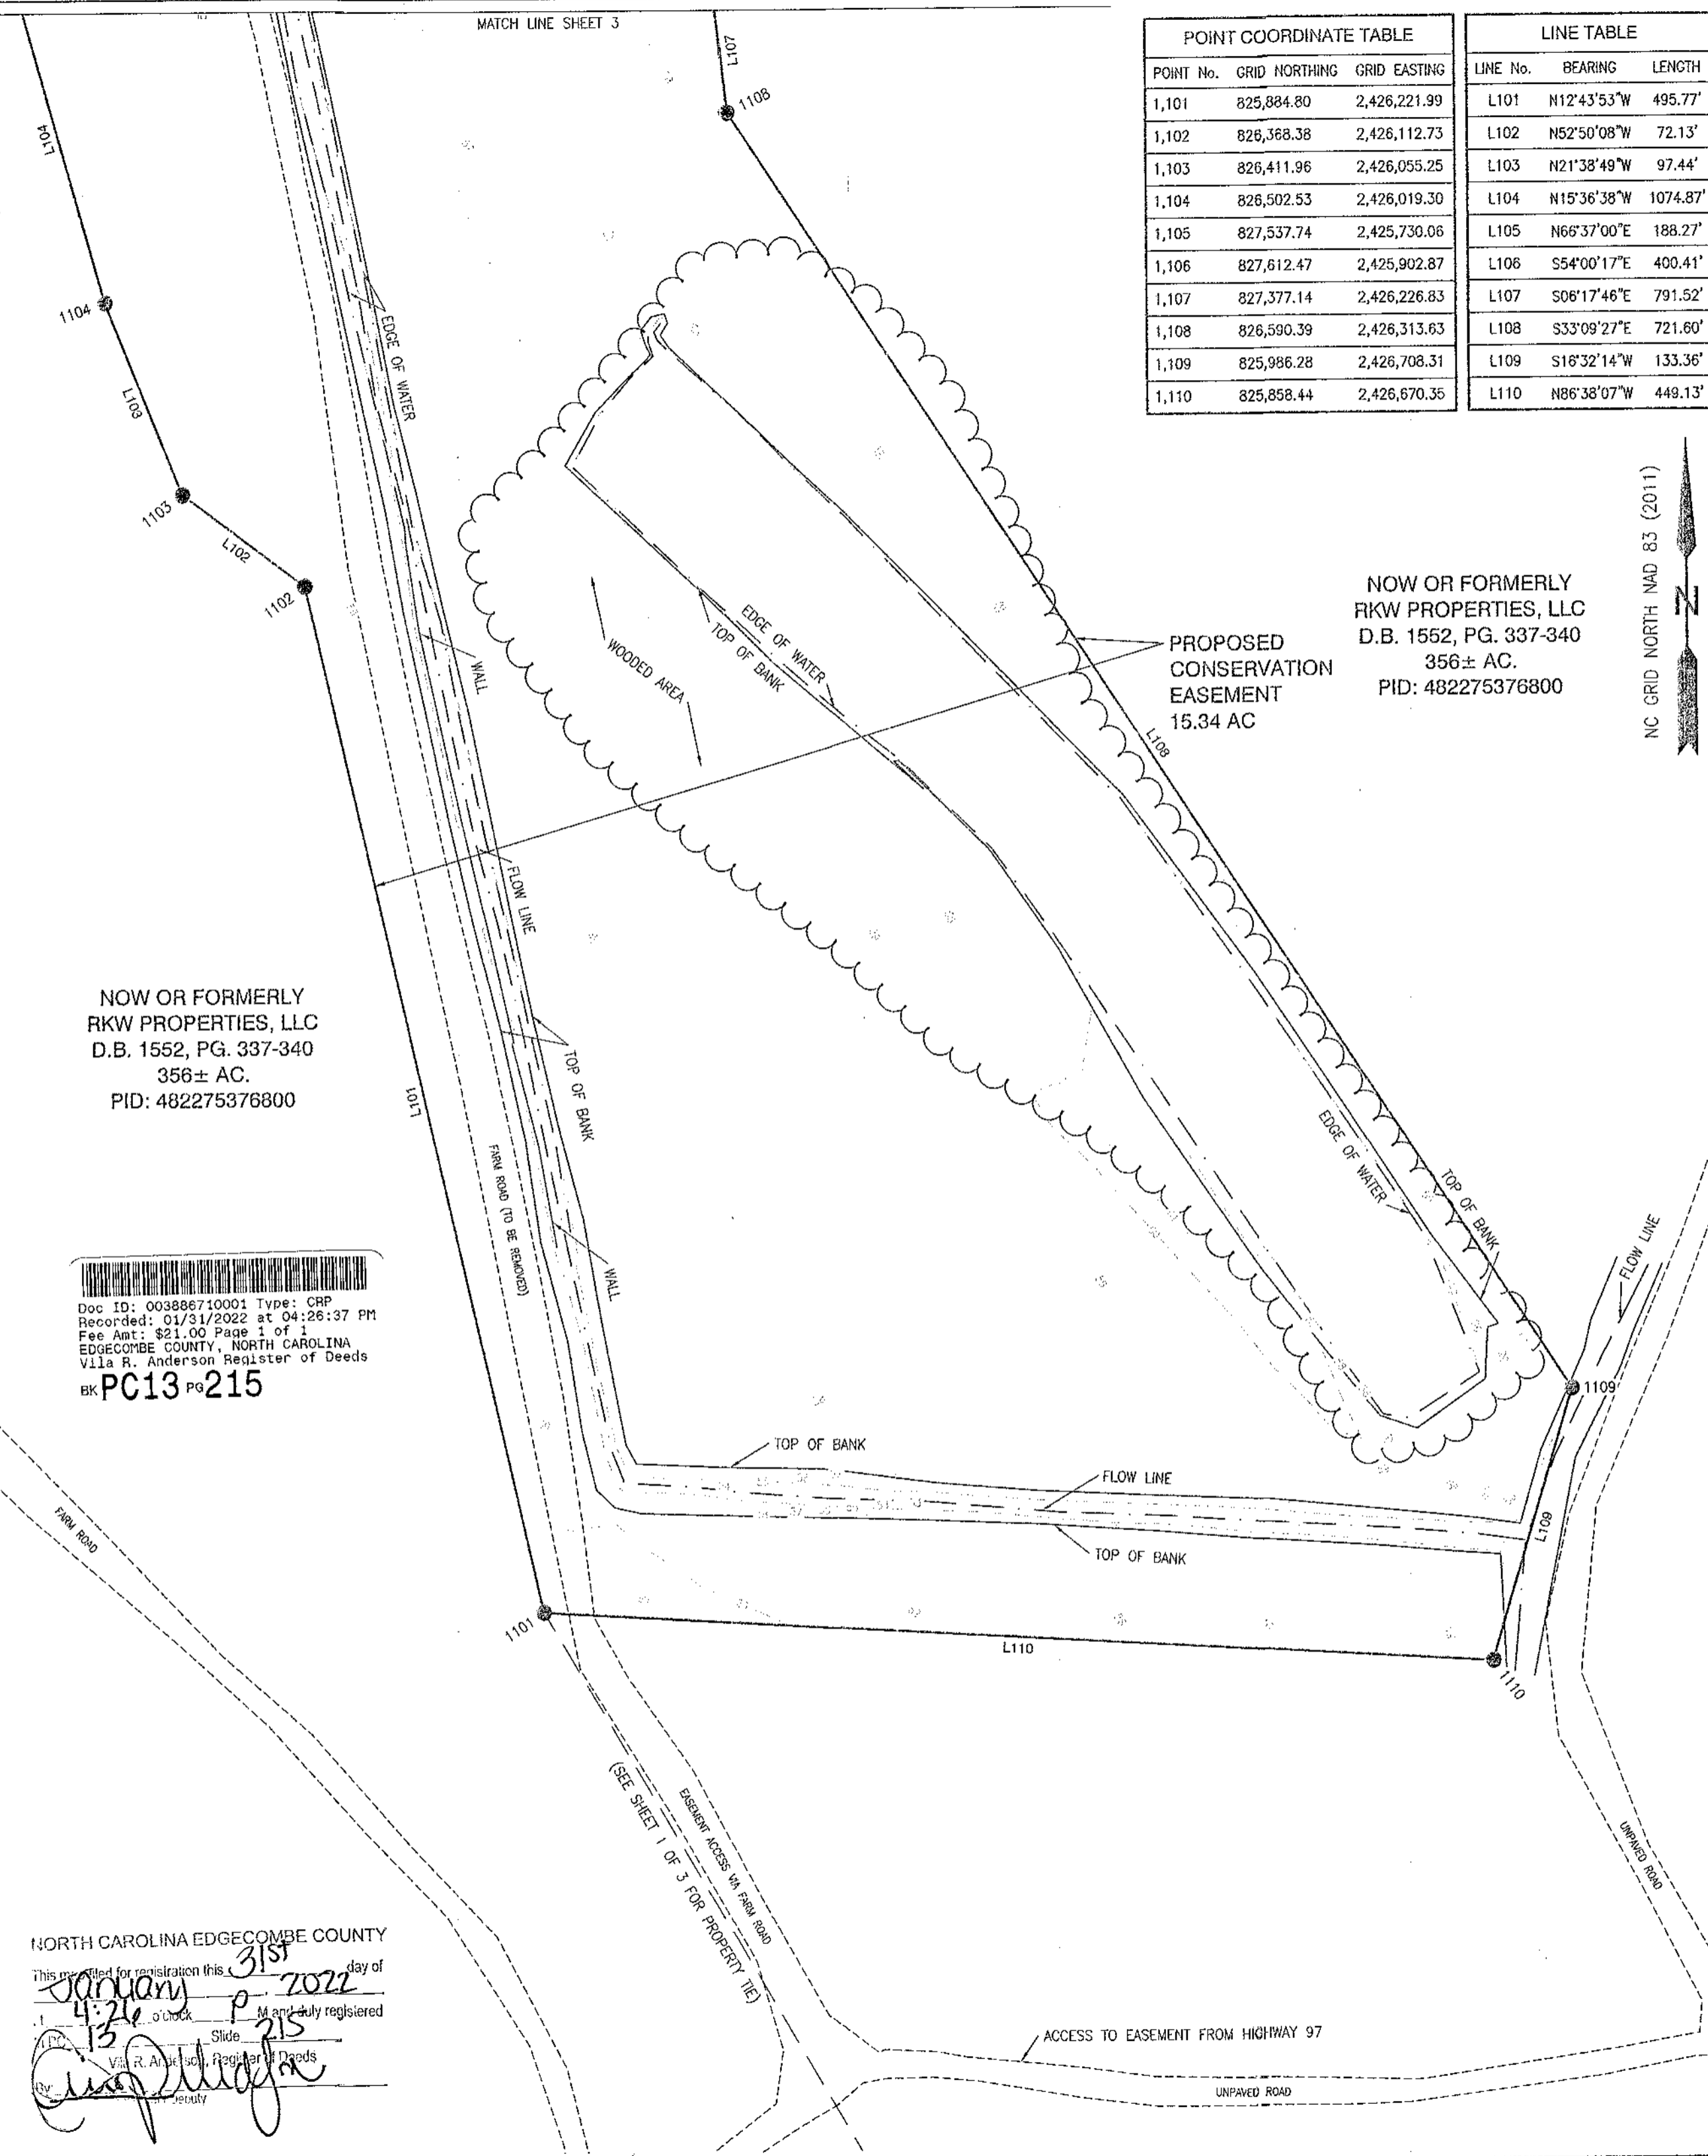 MATCH LINE SHEET 3
L107
1108
L104
1104
L103
1103
L102
1102
EDGE OF WATER
WALL
WOODED AREA
EDGE OF WATER
TOP OF BANK
POINT COORDINATE TABLE
POINT No. GRID NORTHING GRID EASTING
1,101 825,884.80 2,426,221.99
1,102 826,368.38 2,426,112.73
1,103 826,411.96 2,426,055.25
1,104 826,502.53 2,426,019.30
1,105 827,537.74 2,425,730.06
1,106 827,612.47 2,425,902.87
1,107 827,377.14 2,426,226.83
1,108 826,590.39 2,426,313.63
1,109 825,986.28 2,426,708.31
1,110 825,858.44 2,426,670.35
LINE TABLE
LINE No. BEARING LENGTH
L101 N12°43'53"W 495.77'
L102 N52°50'08"W 72.13'
L103 N21°38'49"W 97.44'
L104 N15°36'38"W 1074.87'
L105 N66°37'00"E 188.27'
L106 S54°00'17"E 400.41'
L107 S06°17'46"E 791.52'
L108 S33°09'27"E 721.60'
L109 S16°32'14"W 133.36'
L110 N86°38'07"W 449.13'
NC GRID NORTH NAD 83 (2011)
N
NOW OR FORMERLY
RKW PROPERTIES, LLC
D.B. 1552, PG. 337-340
356± AC.
PID: 482275376800
PROPOSED
CONSERVATION
EASEMENT
15.34 AC
L108
FLOW LINE
NOW OR FORMERLY
RKW PROPERTIES, LLC
D.B. 1552, PG. 337-340
356± AC.
PID: 482275376800
L101
TOP OF BANK
FARM ROAD (TO BE REMOVED)
WALL
EDGE OF WATER
TOP OF BANK
FLOW LINE
1109
Doc ID: 003886710001 Type: CRP
Recorded: 01/31/2022 at 04:26:37 PM
Fee Amt: $21.00 Page 1 of 1
EDGECOMBE COUNTY, NORTH CAROLINA
Vila R. Anderson Register of Deeds
BK PC13 PG 215
TOP OF BANK
FLOW LINE
TOP OF BANK
L109
FARM ROAD
1101
L110
1110
(SEE SHEET 1 OF 3 FOR PROPERTY TIE)
EASEMENT ACCESS VIA FARM ROAD
UNPAVED ROAD
ACCESS TO EASEMENT FROM HIGHWAY 97
UNPAVED ROAD
NORTH CAROLINA EDGECOMBE COUNTY
This filed for registration this 31st day of
January 2022
4:26 o'clock P M and duly registered
13 Slide 215
R. Anderson, Register of Deeds
By
Deputy